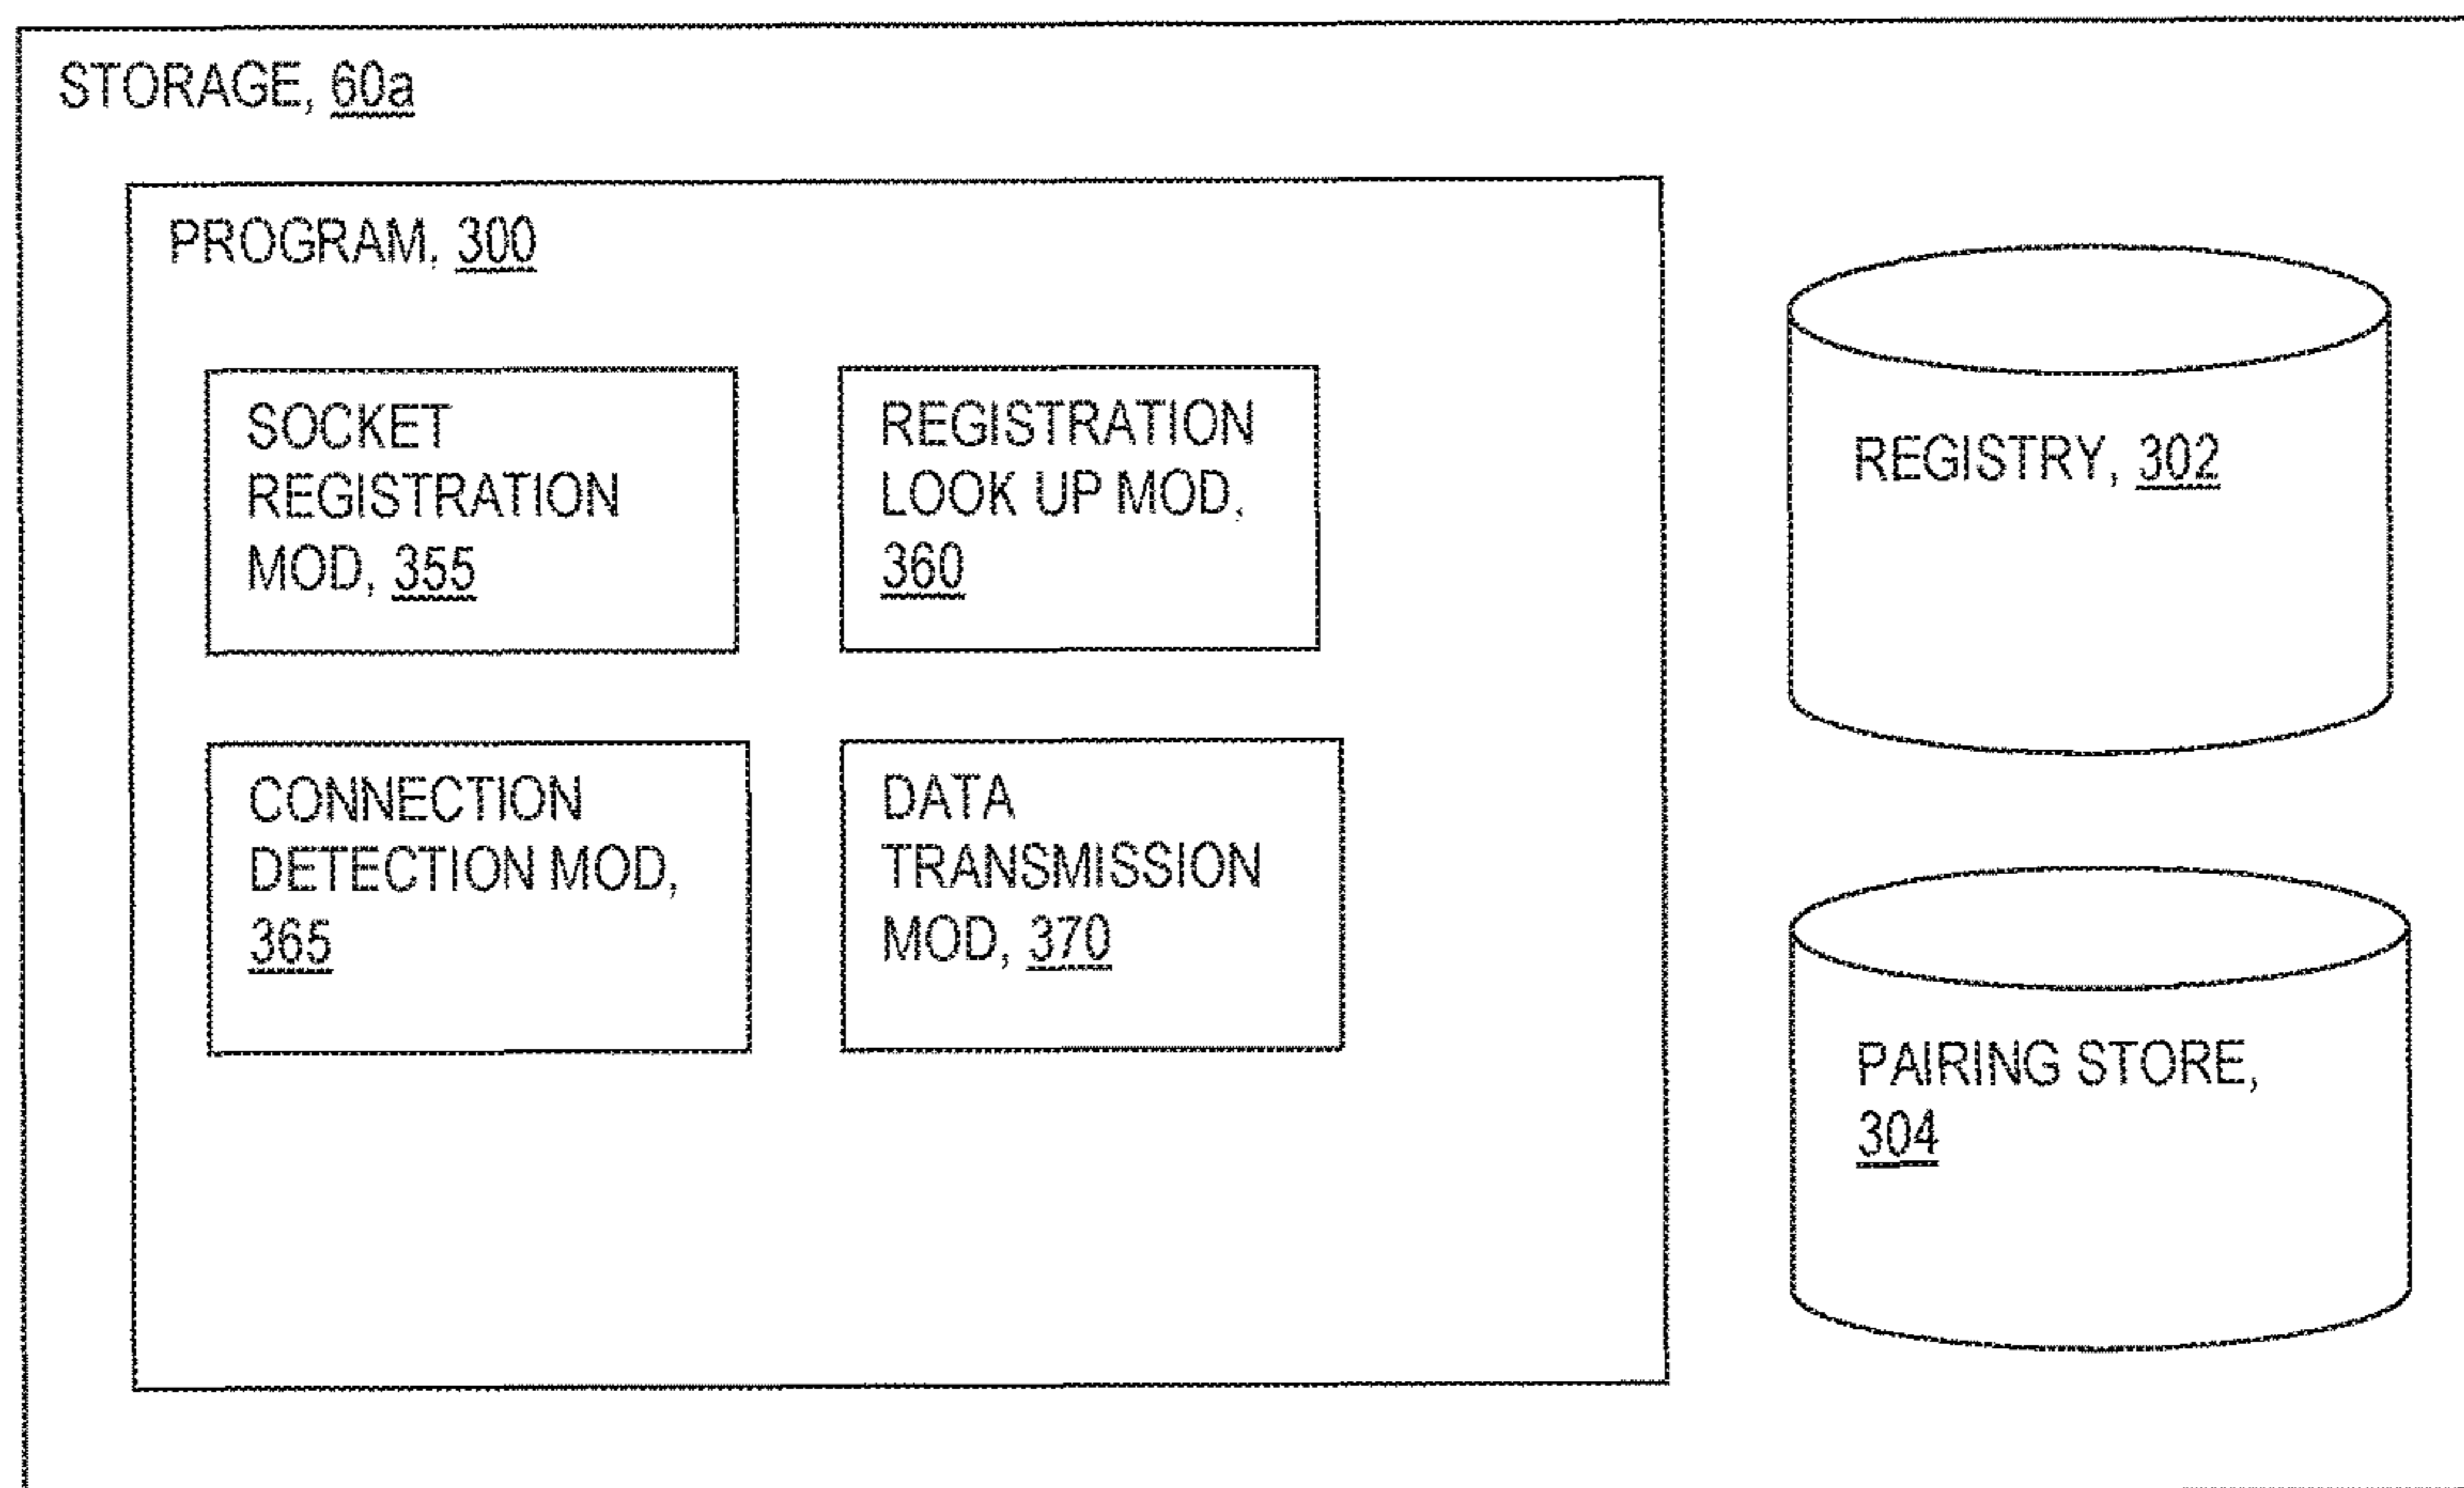 STORAGE, 60a
PROGRAM, 300
SOCKET
REGISTRATION
MOD, 355
REGISTRATION
LOOK UP MOD,
360
CONNECTION
DETECTION MOD,
365
DATA
TRANSMISSION
MOD, 370
REGISTRY, 302
PAIRING STORE,
304